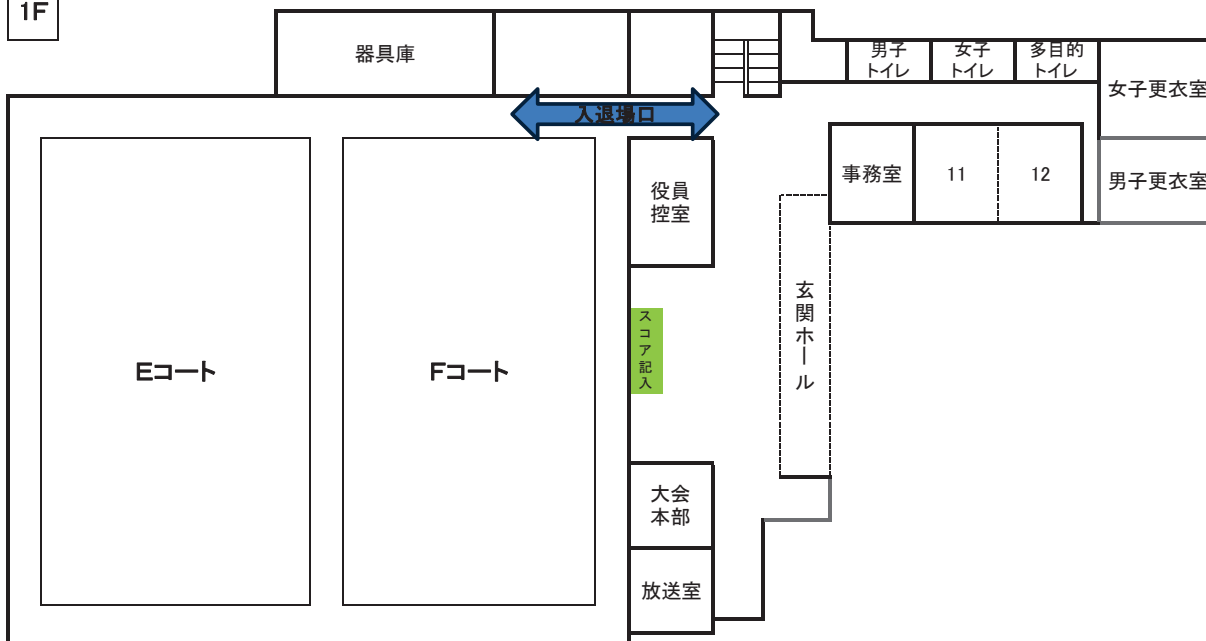 1F
器具庫
男子
トイレ
女子
トイレ
多目的
トイレ
女子更衣室
入退場口
役員
控室
事務室
11
12
男子更衣室
玄関ホール
スコア記入
Eコート
Fコート
大会
本部
放送室